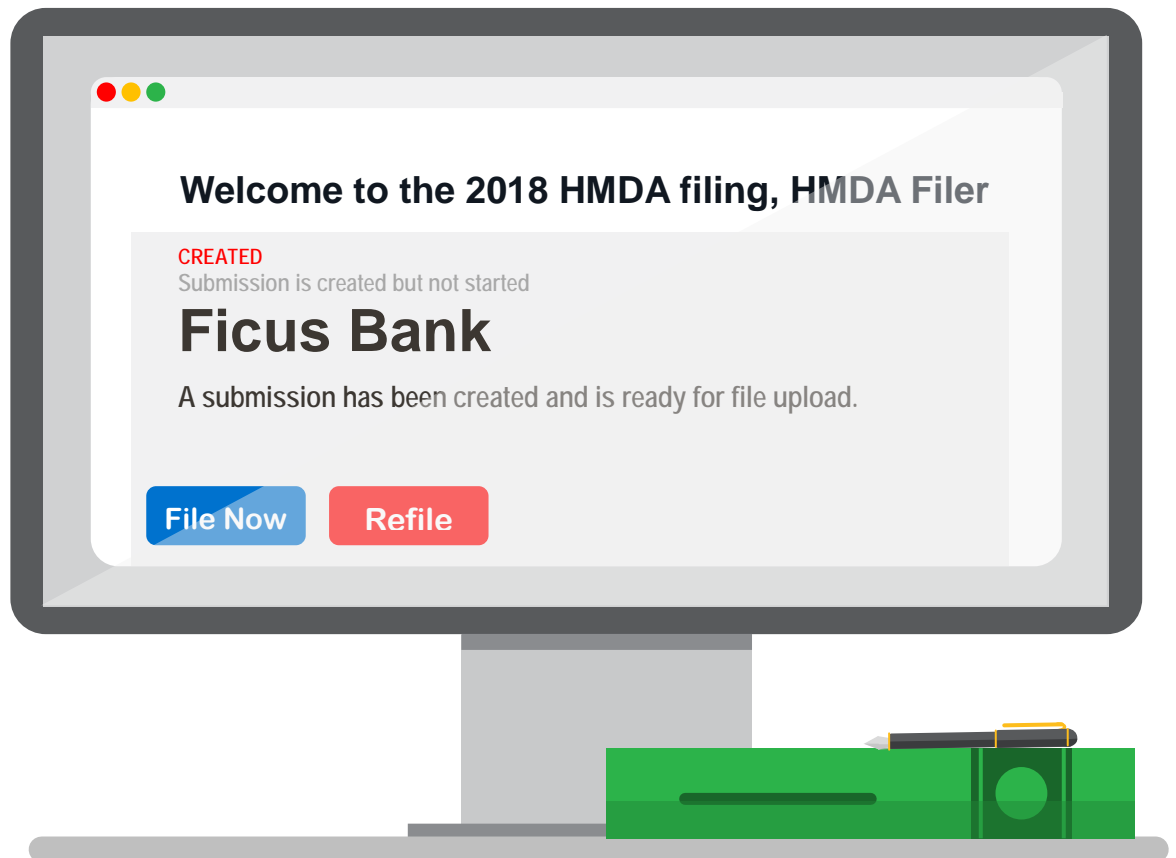 Welcome to the 2018 HMDA filing, HMDA Filer
CREATED
Submission is created but not started
Ficus Bank
A submission has been created and is ready for file upload.
File Now
Refile